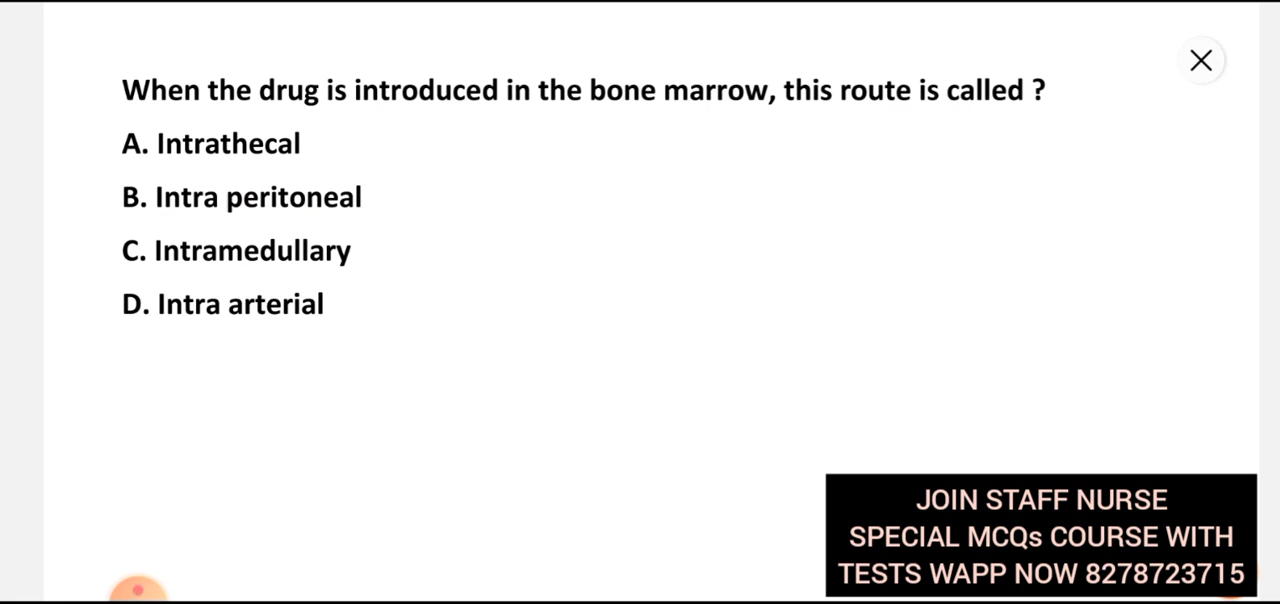 When the drug is introduced in the bone marrow, this route is called ?
A. Intrathecal
B. Intra peritoneal
C. Intramedullary
D. Intra arterial
JOIN STAFF NURSE
SPECIAL MCQs COURSE WITH
TESTS WAPP NOW 8278723715